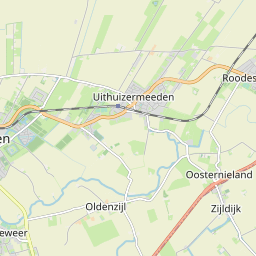 Roodes
Uithuizermeeden
en
Oosternieland
Oldenzijl
Zijldijk
eweer